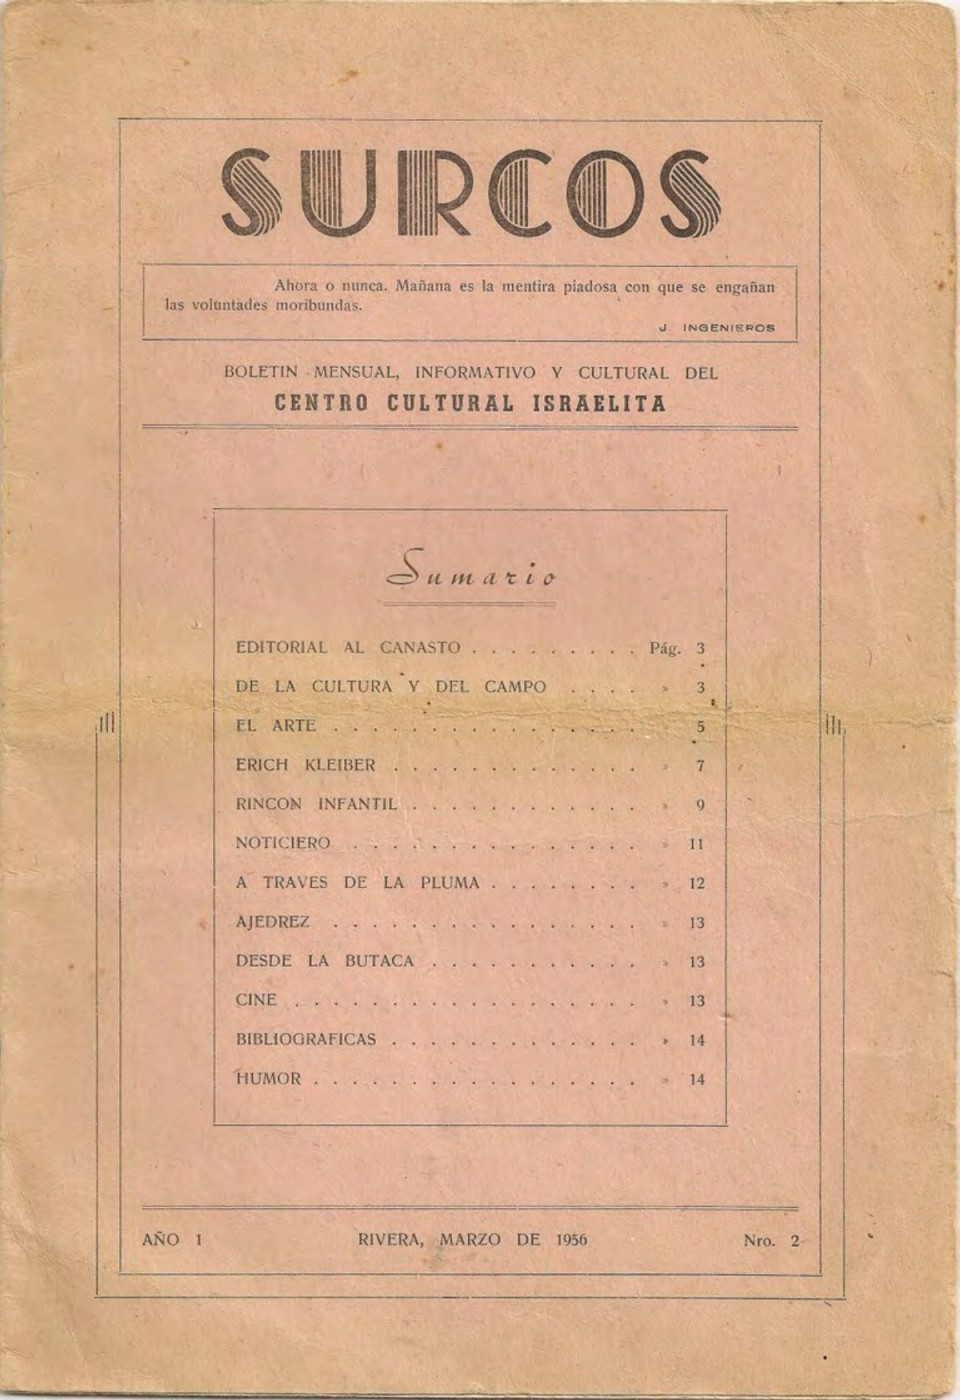 SURCOS
Ahora o nunca. Mañana es la mentira piadosa con que se engañan
las voluntades moribundas.
J. INGENIEROS
BOLETIN MENSUAL, INFORMATIVO Y CULTURAL DEL
CENTRO CULTURAL ISRAELITA
Sumario
EDITORIAL AL CANASTO . . . . . . . . . Pág. 3
DE LA CULTURA Y DEL CAMPO . . . . » 3
EL ARTE . . . . . . . . . . . . . . . . 5
ERICH KLEIBER . . . . . . . . . . . . . » 7
RINCON INFANTIL . . . . . . . . . . . . » 9
NOTICIERO . . . . . . . . . . . . . . . » 11
A TRAVES DE LA PLUMA . . . . . . . . » 12
AJEDREZ . . . . . . . . . . . . . . . . » 13
DESDE LA BUTACA . . . . . . . . . . . » 13
CINE . . . . . . . . . . . . . . . . . . » 13
BIBLIOGRAFICAS . . . . . . . . . . . . . » 14
HUMOR . . . . . . . . . . . . . . . . . » 14
AÑO 1 RIVERA, MARZO DE 1956 Nro. 2